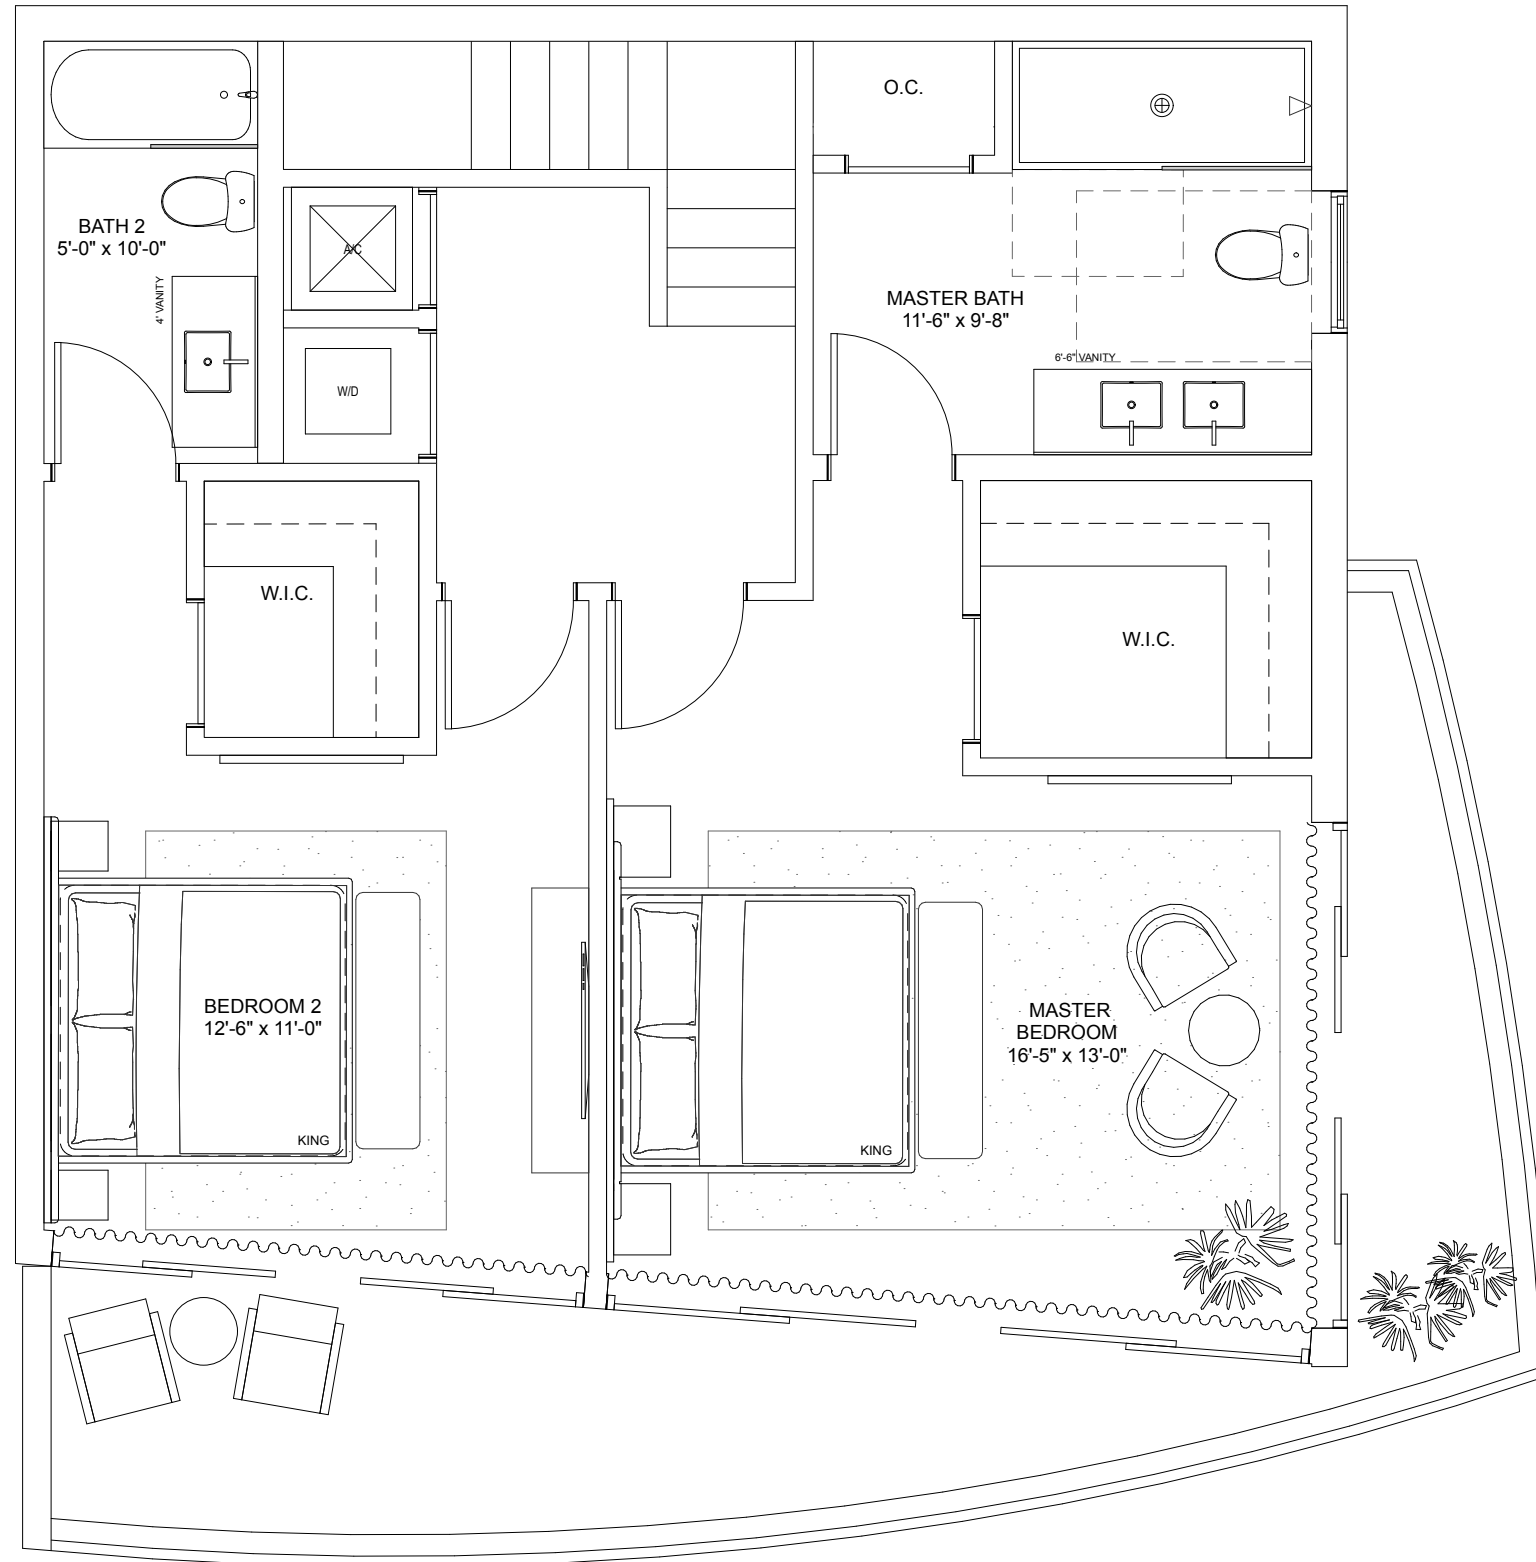 O.C.
BATH 2
5'-0" x 10'-0"
A/C
4' VANITY
MASTER BATH
11'-6" x 9'-8"
6'-6" VANITY
W/D
W.I.C.
W.I.C.
BEDROOM 2
12'-6" x 11'-0"
MASTER
BEDROOM
16'-5" x 13'-0"
KING
KING